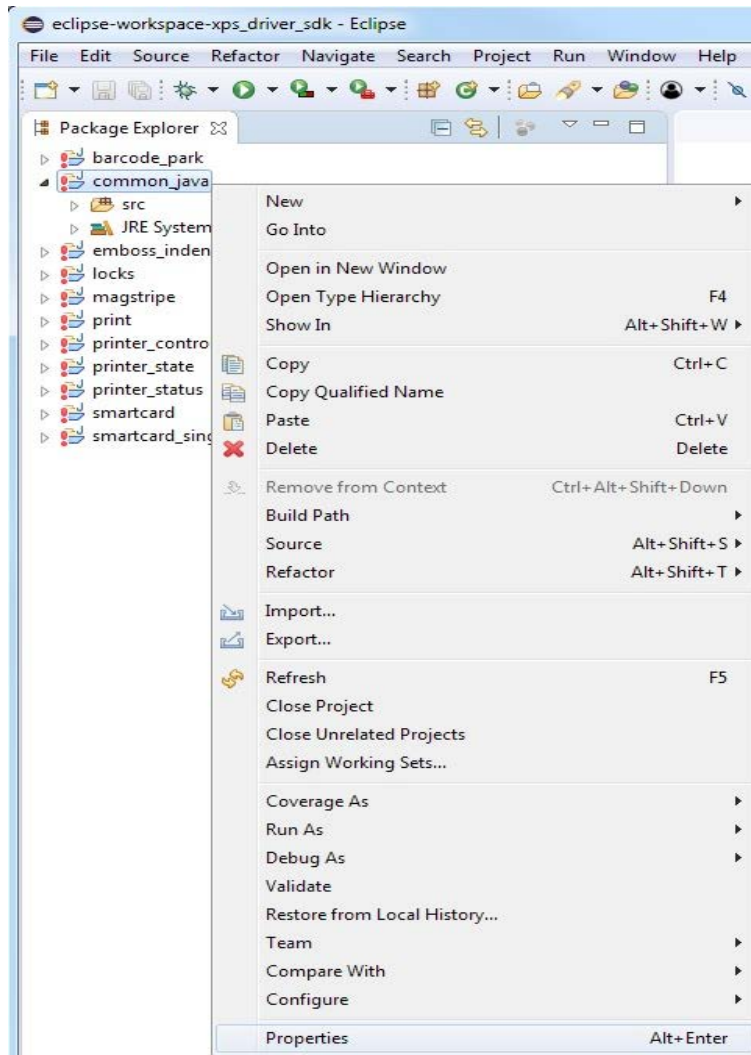 eclipse-workspace-xps_driver_sdk - Eclipse
File Edit Source Refactor Navigate Search Project Run Window Help
Package Explorer
barcode_park
common_java
src
JRE System
emboss_inden
locks
magstripe
print
printer_contro
printer_state
printer_status
smartcard
smartcard_sing
New
Go Into
Open in New Window
Open Type Hierarchy F4
Show In Alt+Shift+W
Copy Ctrl+C
Copy Qualified Name
Paste Ctrl+V
Delete Delete
Remove from Context Ctrl+Alt+Shift+Down
Build Path
Source Alt+Shift+S
Refactor Alt+Shift+T
Import...
Export...
Refresh F5
Close Project
Close Unrelated Projects
Assign Working Sets...
Coverage As
Run As
Debug As
Validate
Restore from Local History...
Team
Compare With
Configure
Properties Alt+Enter